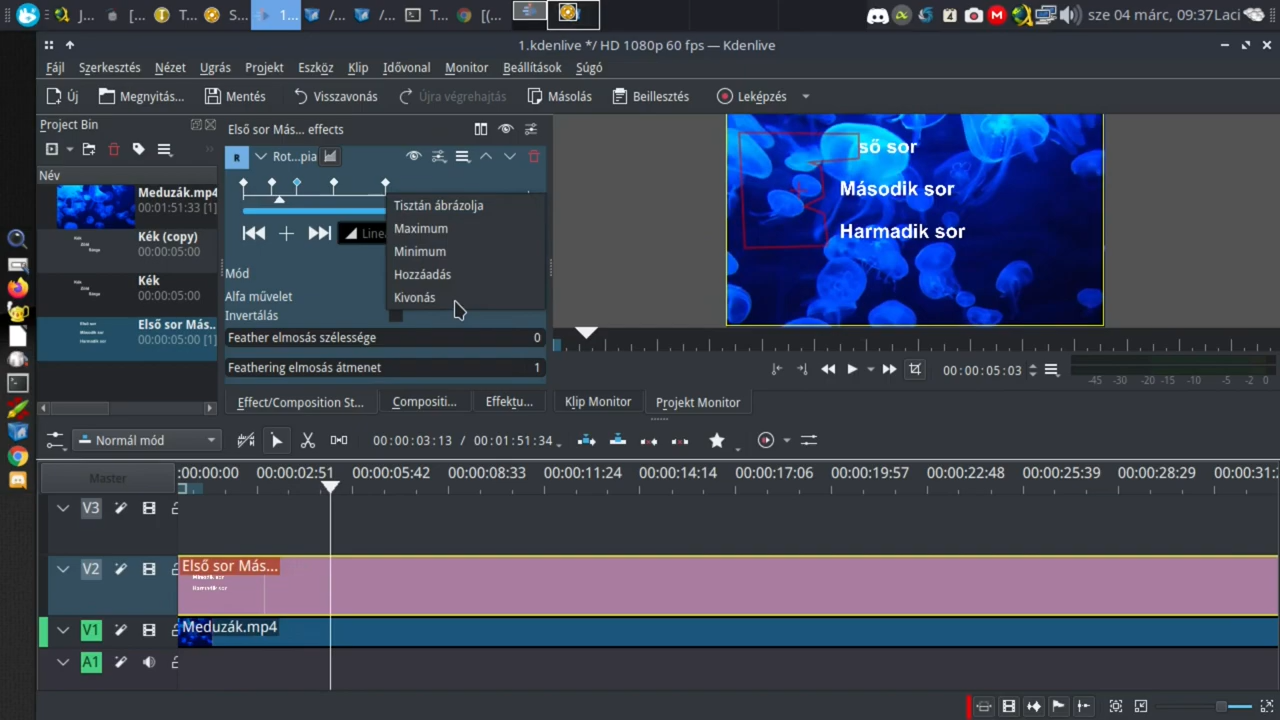 J...
[...
T...
S...
1...
/...
/...
T...
[(...
sze 04 márc, 09:37
Laci
1.kdenlive */ HD 1080p 60 fps — Kdenlive
Fájl Szerkesztés Nézet Ugrás Projekt Eszköz Klip Idővonal Monitor Beállítások Súgó
Új Megnyitás... Mentés Visszavonás Újra végrehajtás Másolás Beillesztés Leképzés
Project Bin
Név
Meduzák.mp4
00:01:51:33 [1]
Kék (copy)
00:00:05:00
Kék
00:00:05:00
Első sor Más..
00:00:05:00 [1]
Első sor Más... effects
R
Rot...pia
Tisztán ábrázolja
Maximum
Minimum
Hozzáadás
Kivonás
Mód
Alfa művelet
Invertálás
Feather elmosás szélessége 0
Feathering elmosás átmenet 1
ső sor
Második sor
Harmadik sor
00:00:05:03
-45 -30 -20 -15 -10 -5 -2 0
Effect/Composition St... Compositi... Effektu...
Klip Monitor Projekt Monitor
Normál mód
00:00:03:13 / 00:01:51:34
Master
:00:00:00 00:00:02:51 00:00:05:42 00:00:08:33 00:00:11:24 00:00:14:14 00:00:17:06 00:00:19:57 00:00:22:48 00:00:25:39 00:00:28:29 00:00:31:
V3
V2
Első sor Más...
Második sor
Harmadik sor
V1
Meduzák.mp4
A1